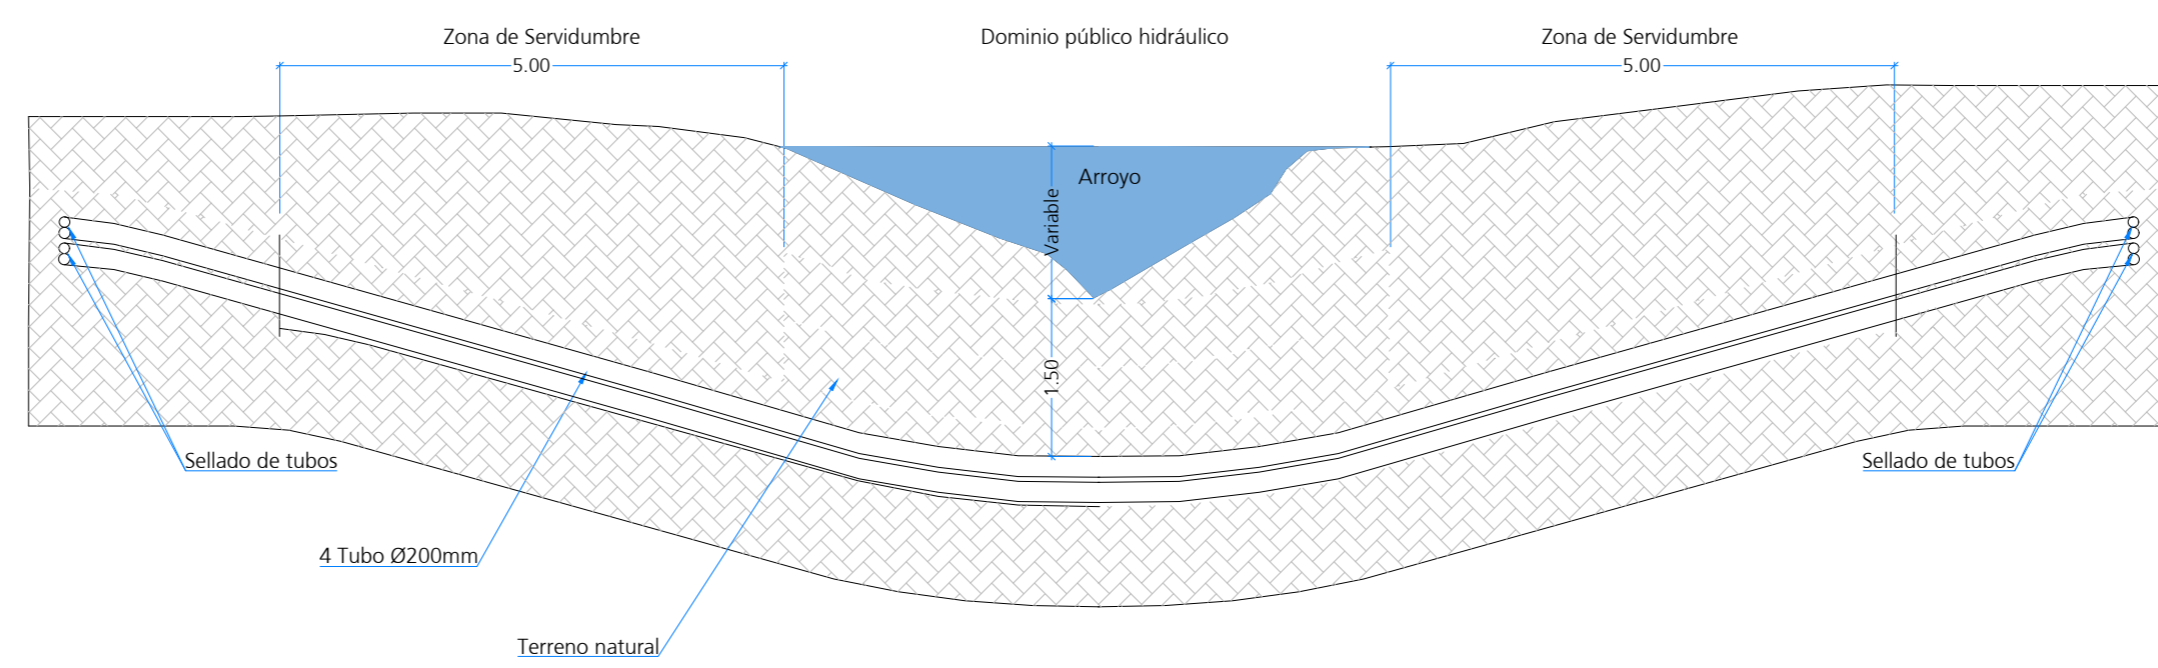 Zona de Servidumbre
Dominio público hidráulico
Zona de Servidumbre
5.00
5.00
Arroyo
Variable
1.50
Sellado de tubos
Sellado de tubos
4 Tubo Ø200mm
Terreno natural